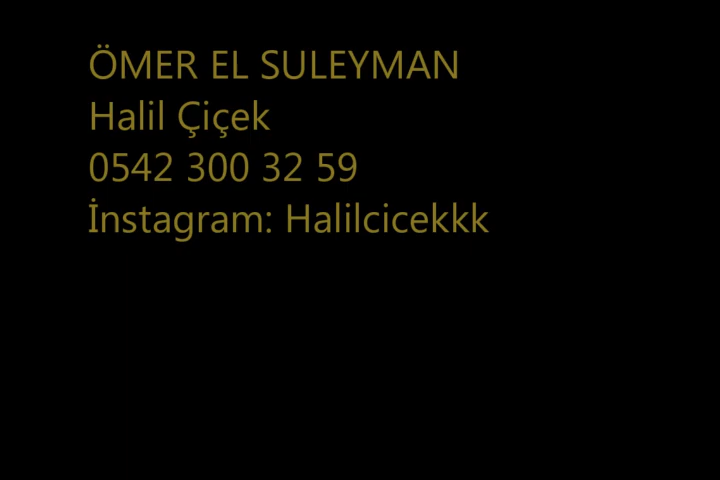 ÖMER EL SULEYMAN
Halil Çiçek
0542 300 32 59
İnstagram: Halilcicekkk